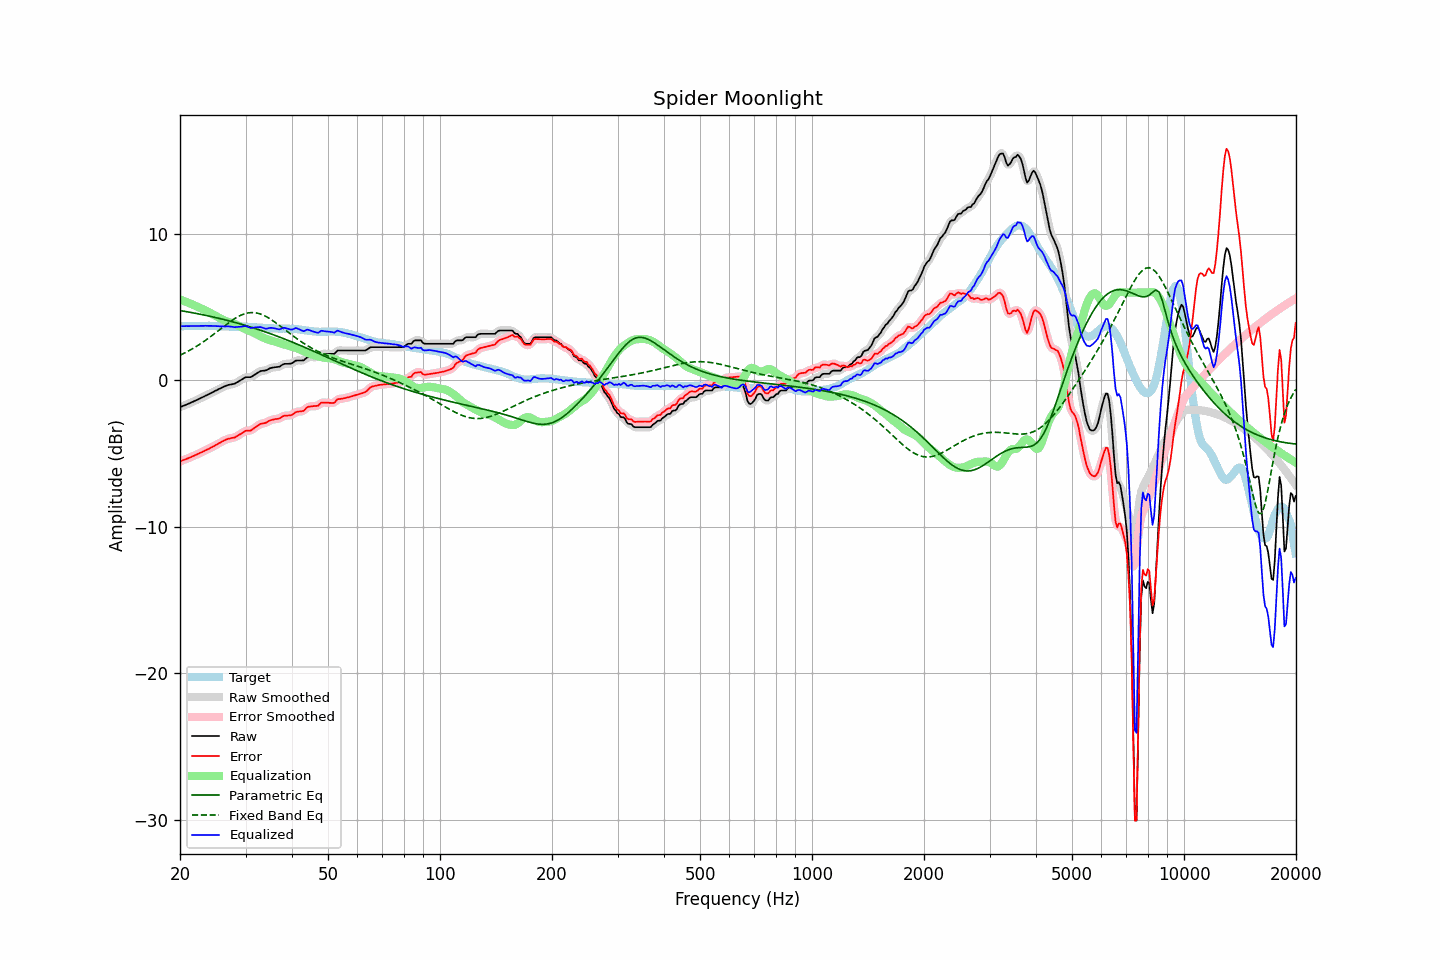 Spider Moonlight
Amplitude (dBr)
10
0
−10
−20
−30
Target
Raw Smoothed
Error Smoothed
Raw
Error
Equalization
Parametric Eq
Fixed Band Eq
Equalized
20 50 100 200 500 1000 2000 5000 10000 20000
Frequency (Hz)